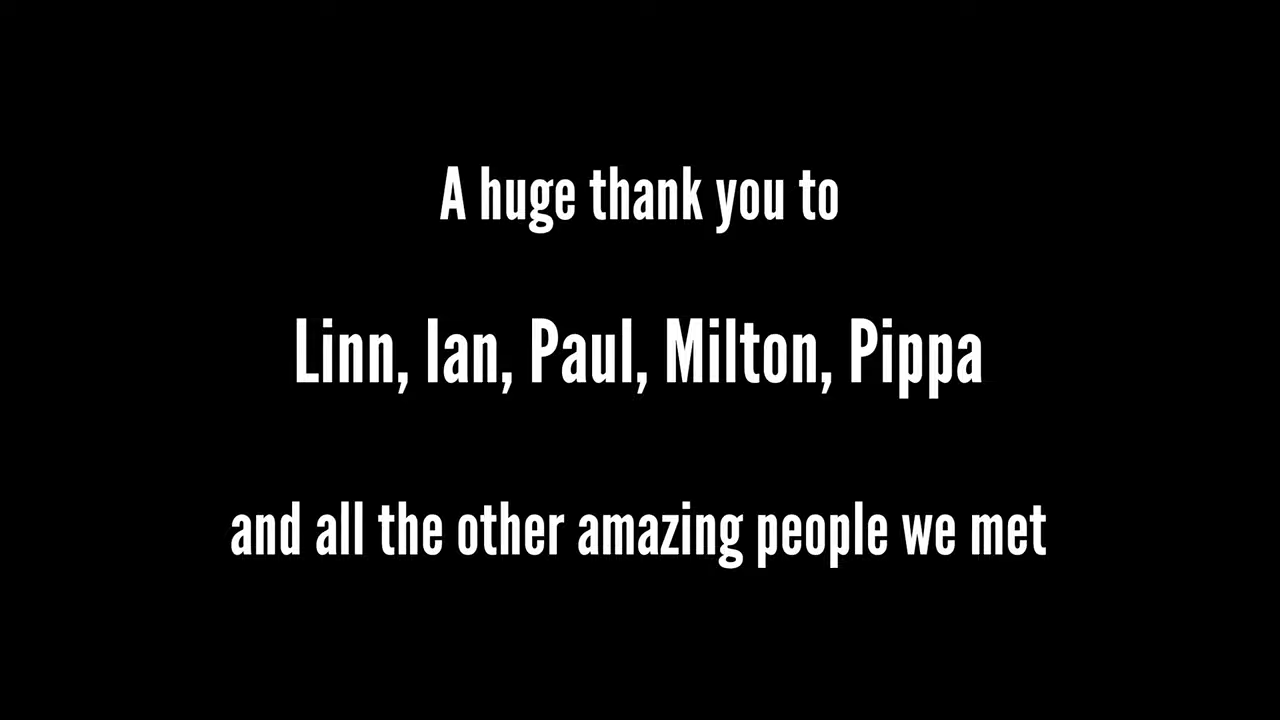 A huge thank you to
Linn, Ian, Paul, Milton, Pippa
and all the other amazing people we met